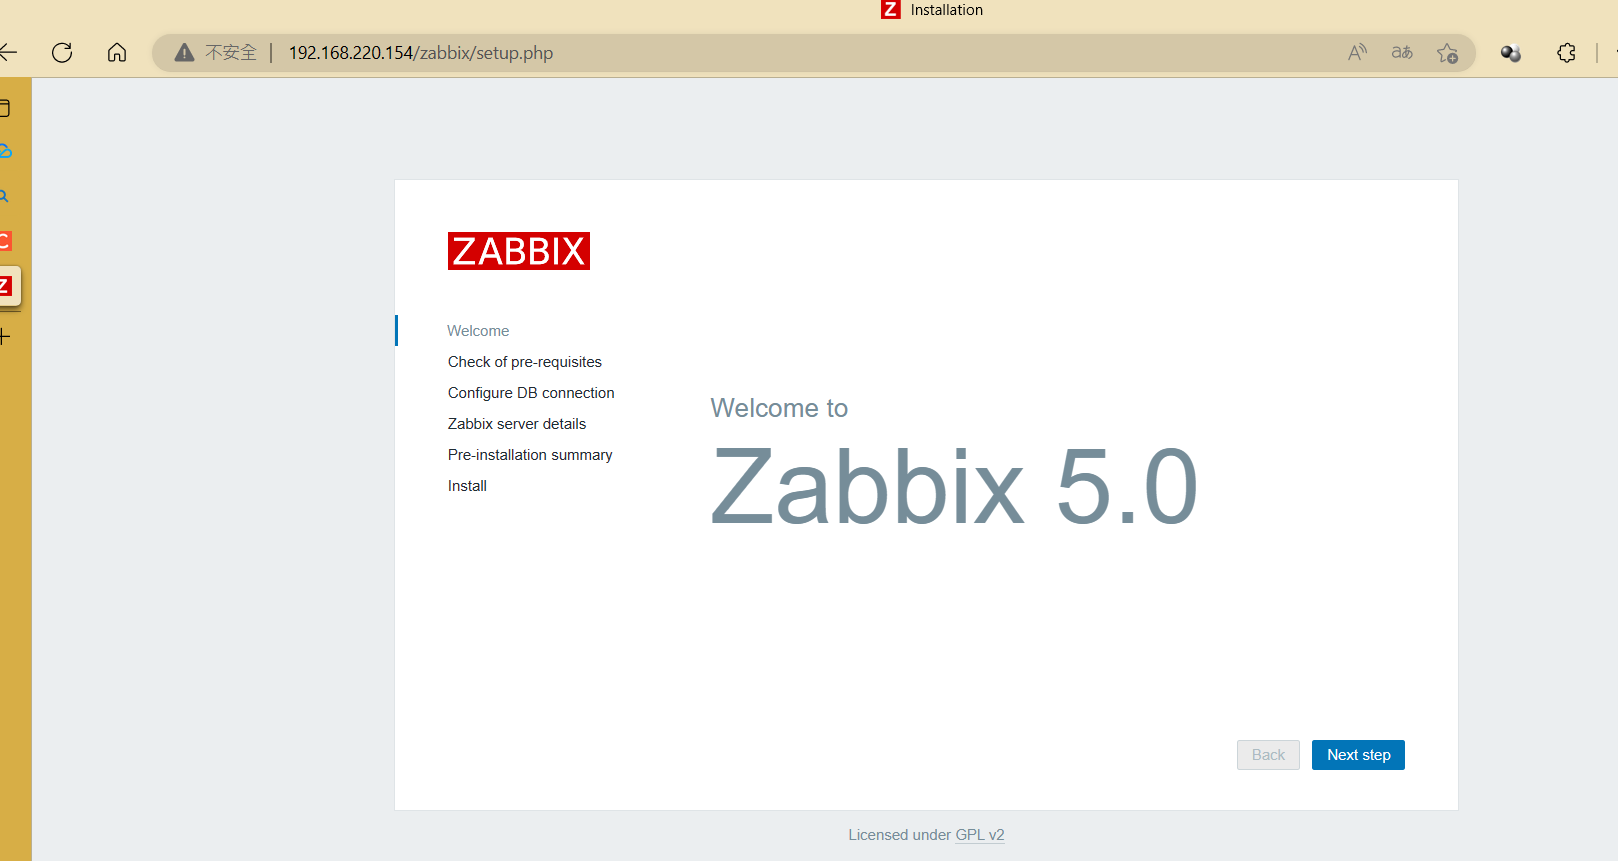 Z Installation
不安全 | 192.168.220.154/zabbix/setup.php
ZABBIX
Welcome
Check of pre-requisites
Configure DB connection
Zabbix server details
Pre-installation summary
Install
Welcome to
Zabbix 5.0
Back Next step
Licensed under GPL v2